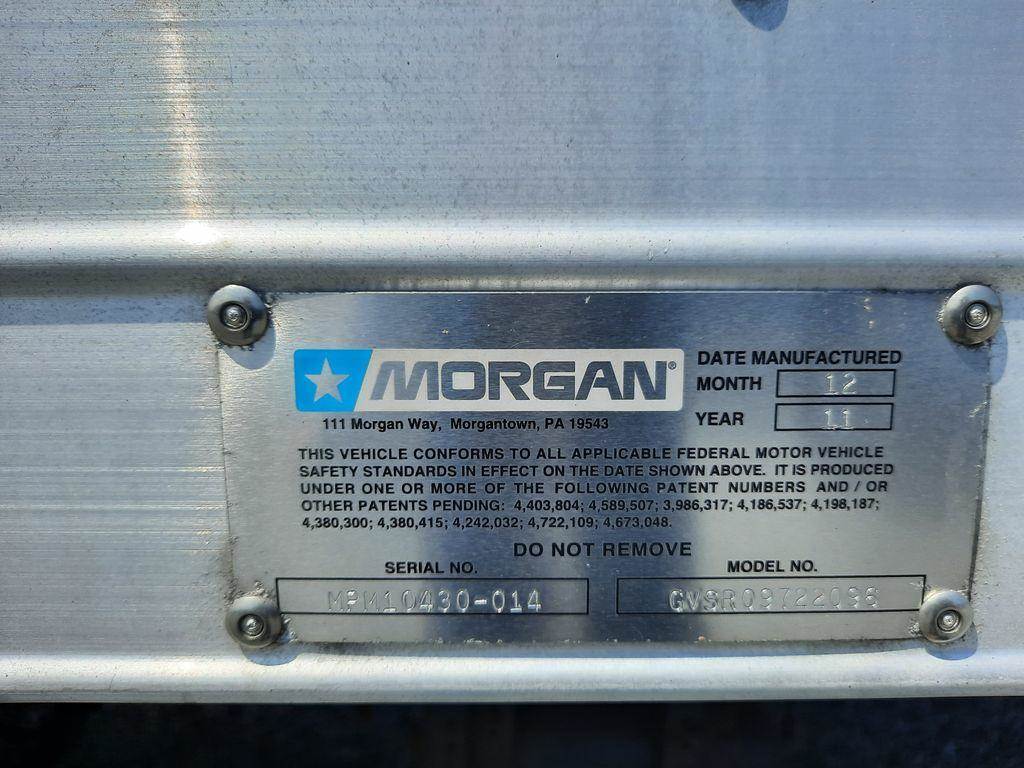 MORGAN®
111 Morgan Way, Morgantown, PA 19543
DATE MANUFACTURED
MONTH 12
YEAR 11
THIS VEHICLE CONFORMS TO ALL APPLICABLE FEDERAL MOTOR VEHICLE
SAFETY STANDARDS IN EFFECT ON THE DATE SHOWN ABOVE. IT IS PRODUCED
UNDER ONE OR MORE OF THE FOLLOWING PATENT NUMBERS AND / OR
OTHER PATENTS PENDING: 4,403,804; 4,589,507; 3,986,317; 4,186,537; 4,198,187;
4,380,300; 4,380,415; 4,242,032; 4,722,109; 4,673,048.
DO NOT REMOVE
SERIAL NO.
MPM10430-014
MODEL NO.
GVSR09722096